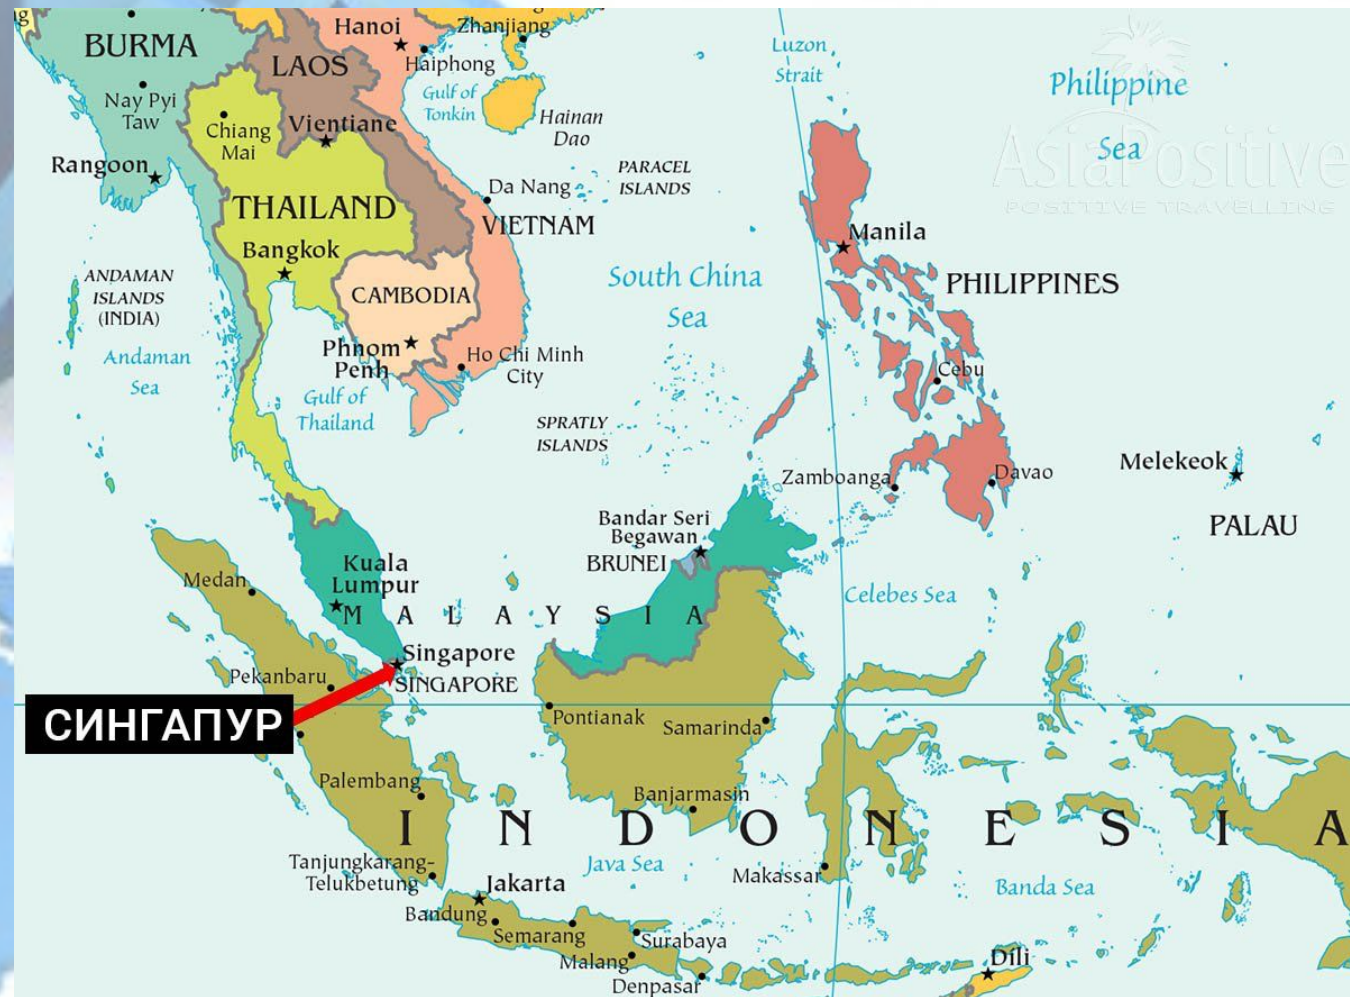 Hanoi
Zhanjiang
BURMA
LAOS
Haiphong
Luzon
Strait
Philippine
Sea
Nay Pyi
Taw
Chiang
Mai
Vientiane
Gulf of
Tonkin
Hainan
Dao
AsiaPositive
POSITIVE TRAVELLING
Rangoon
PARACEL
ISLANDS
Da Nang
THAILAND
VIETNAM
Bangkok
Manila
ANDAMAN
ISLANDS
(INDIA)
CAMBODIA
South China
Sea
PHILIPPINES
Andaman
Sea
Phnom
Penh
Ho Chi Minh
City
Cebu
Gulf of
Thailand
SPRATLY
ISLANDS
Zamboanga
Davao
Melekeok
PALAU
Bandar Seri
Begawan
BRUNEI
Kuala
Lumpur
Medan
MALAYSIA
Celebes Sea
Singapore
SINGAPORE
Pekanbaru
СИНГАПУР
Pontianak
Samarinda
Palembang
Banjarmasin
INDONESIA
Tanjungkarang-
Telukbetung
Java Sea
Makassar
Banda Sea
Jakarta
Bandung
Semarang
Surabaya
Malang
Denpasar
Dili